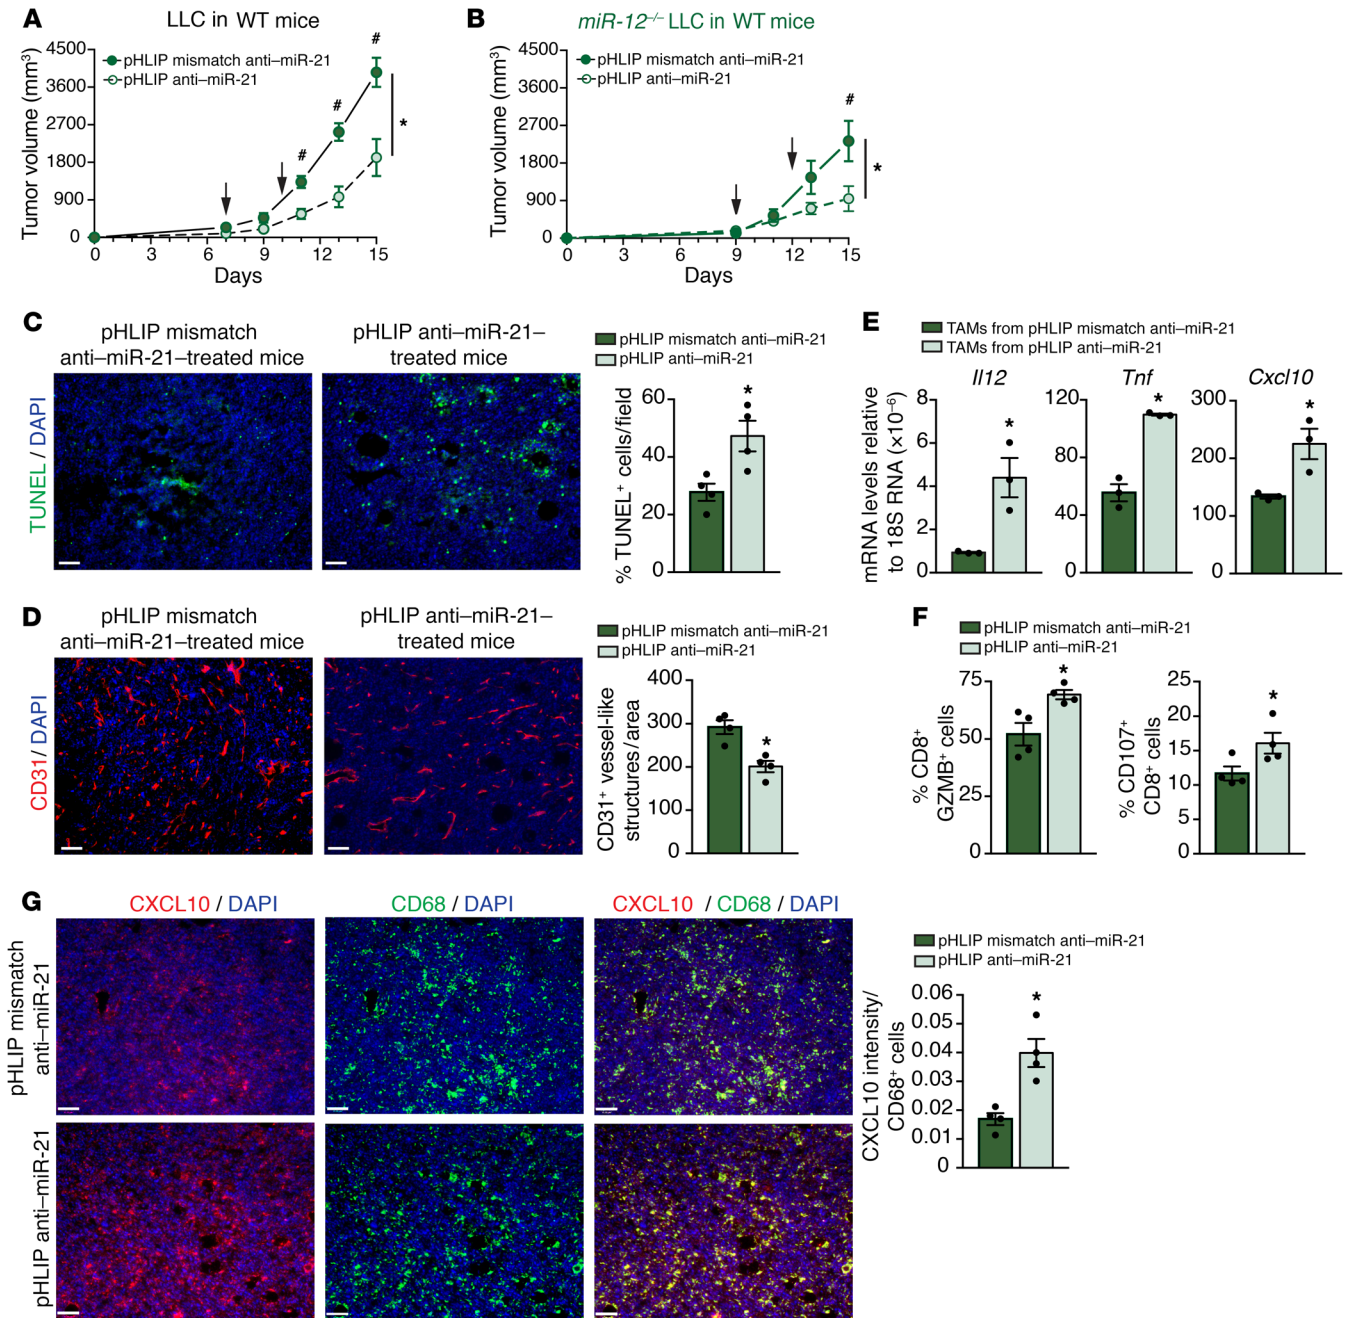 A
LLC in WT mice
Tumor volume (mm³)
4500
3600
2700
1800
900
0
pHLIP mismatch anti–miR-21
pHLIP anti–miR-21
#
#
#
*
0 3 6 9 12 15
Days
B
miR-12–/– LLC in WT mice
Tumor volume (mm³)
4500
3600
2700
1800
900
0
pHLIP mismatch anti–miR-21
pHLIP anti–miR-21
#
*
0 3 6 9 12 15
Days
C
pHLIP mismatch
anti–miR-21–treated mice
pHLIP anti–miR-21–
treated mice
TUNEL / DAPI
pHLIP mismatch anti–miR-21
pHLIP anti–miR-21
% TUNEL⁺ cells/field
60
40
20
0
*
E
TAMs from pHLIP mismatch anti–miR-21
TAMs from pHLIP anti–miR-21
mRNA levels relative
to 18S RNA (×10⁻⁶)
Il12
8
6
4
2
0
*
Tnf
120
80
40
0
*
Cxcl10
300
200
100
0
*
D
pHLIP mismatch
anti–miR-21–treated mice
pHLIP anti–miR-21–
treated mice
CD31/ DAPI
pHLIP mismatch anti–miR-21
pHLIP anti–miR-21
CD31⁺ vessel-like
structures/area
400
300
200
100
0
*
F
pHLIP mismatch anti–miR-21
pHLIP anti–miR-21
% CD8⁺
GZMB⁺ cells
75
50
25
0
*
% CD107⁺
CD8⁺ cells
25
20
15
10
5
0
*
G
CXCL10 / DAPI
CD68 / DAPI
CXCL10 / CD68 / DAPI
pHLIP mismatch
anti–miR-21
pHLIP anti–miR-21
pHLIP mismatch anti–miR-21
pHLIP anti–miR-21
CXCL10 intensity/
CD68⁺ cells
0.06
0.05
0.04
0.03
0.02
0.01
0
*